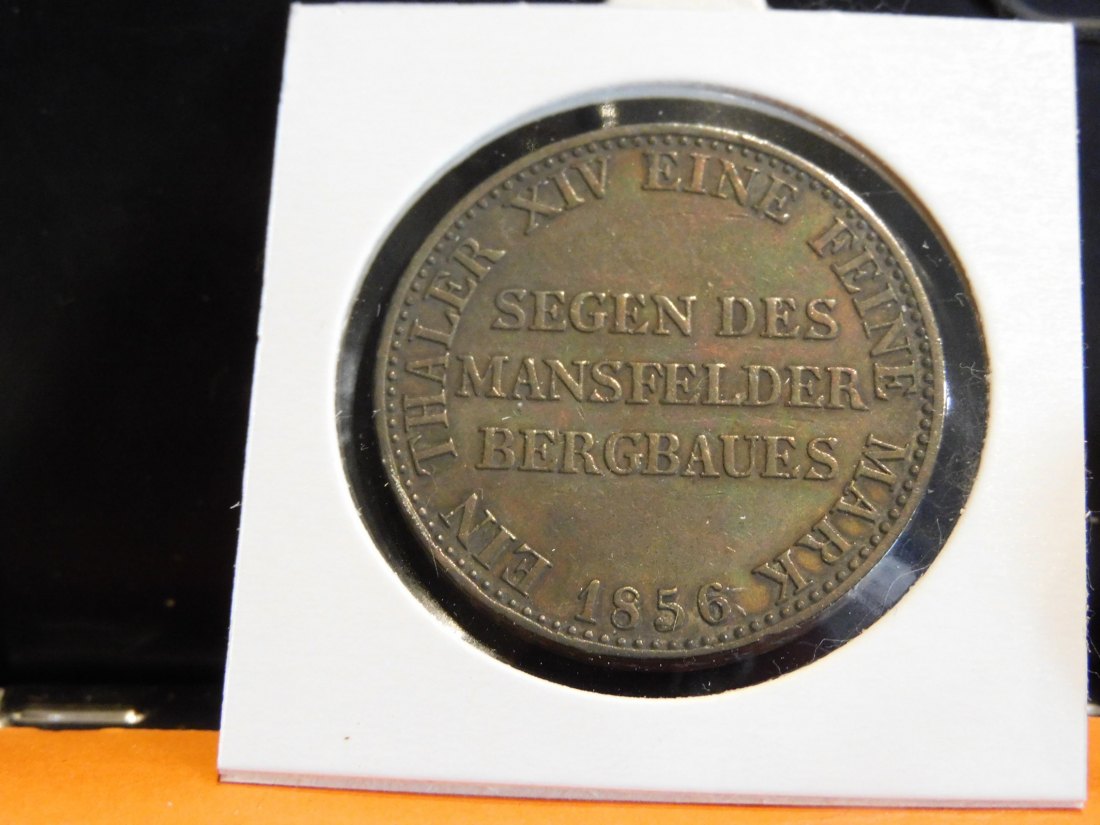 EIN THALER XIV EINE FEINE MARK
SEGEN DES
MANSFELDER
BERGBAUES
1856